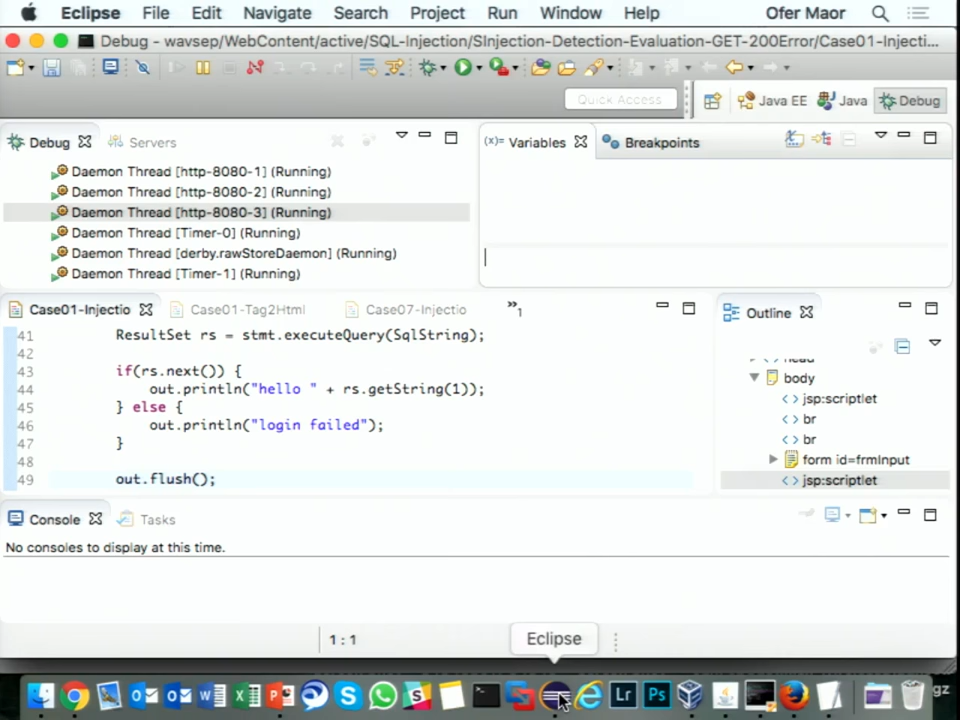 Eclipse File Edit Navigate Search Project Run Window Help Ofer Maor
Debug - wavsep/WebContent/active/SQL-Injection/SInjection-Detection-Evaluation-GET-200Error/Case01-Injecti...
Quick Access
Java EE Java Debug
Debug Servers
(x)= Variables Breakpoints
Daemon Thread [http-8080-1] (Running)
Daemon Thread [http-8080-2] (Running)
Daemon Thread [http-8080-3] (Running)
Daemon Thread [Timer-0] (Running)
Daemon Thread [derby.rawStoreDaemon] (Running)
Daemon Thread [Timer-1] (Running)
Case01-Injectio Case01-Tag2Html Case07-Injectio »1
Outline
41 ResultSet rs = stmt.executeQuery(SqlString);
42
43 if(rs.next()) {
44 out.println("hello " + rs.getString(1));
45 } else {
46 out.println("login failed");
47 }
48
49 out.flush();
head
body
jsp:scriptlet
br
br
form id=frmInput
jsp:scriptlet
Console Tasks
No consoles to display at this time.
1 : 1
Eclipse
Lr Ps
gz